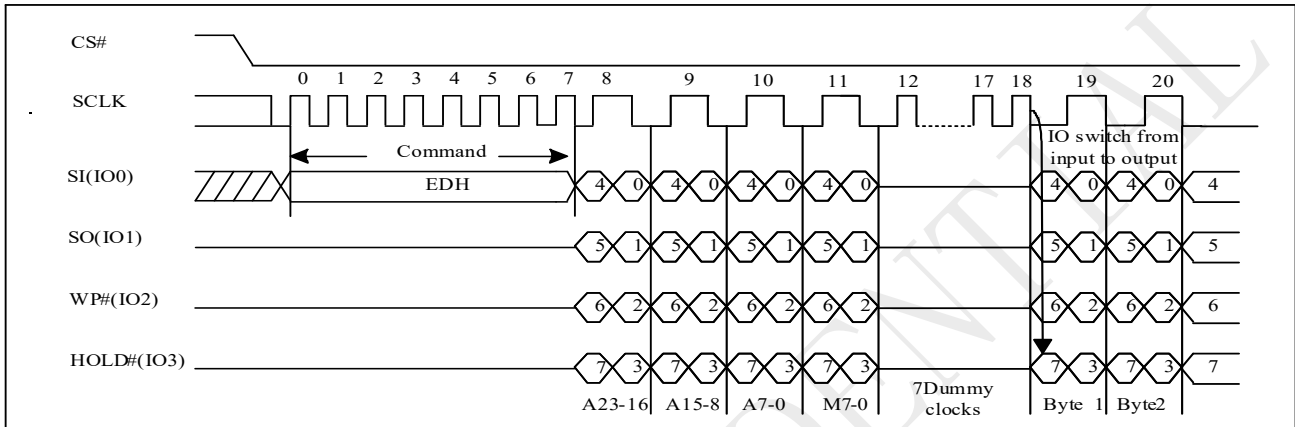 CS#
0 1 2 3 4 5 6 7 8 9 10 11 12 17 18 19 20
SCLK
IO switch from
input to output
Command
SI(IO0)
EDH
4 0 4 0 4 0 4 0 4 0 4 0 4
SO(IO1)
5 1 5 1 5 1 5 1 5 1 5 1 5
WP#(IO2)
6 2 6 2 6 2 6 2 6 2 6 2 6
HOLD#(IO3)
7 3 7 3 7 3 7 3 7 3 7 3 7
A23-16 A15-8 A7-0 M7-0 7Dummy Byte 1 Byte2
clocks
DENTIAL